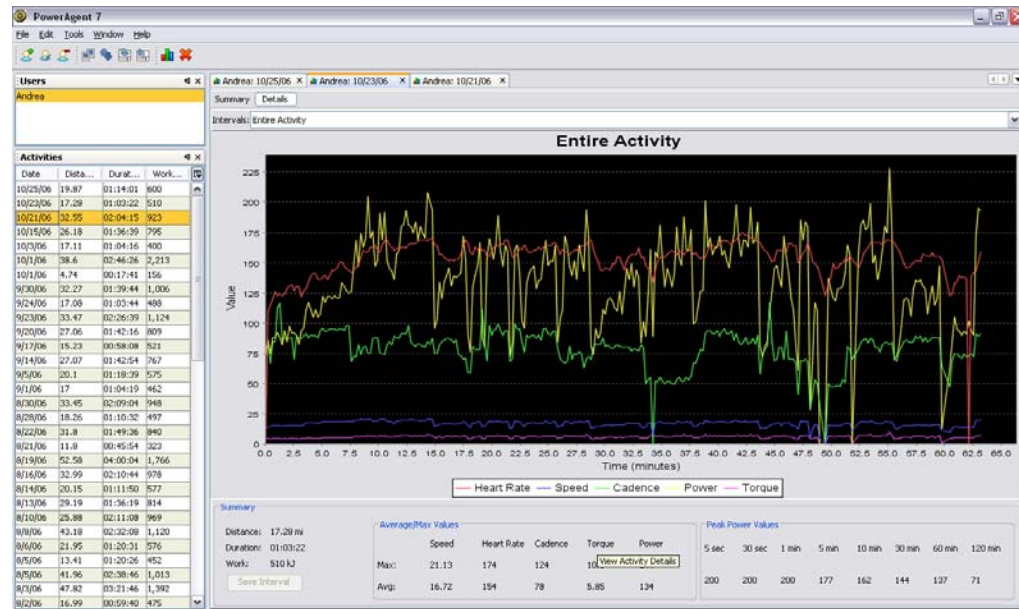 PowerAgent 7
File Edit Tools Window Help
Users
Andrea
Activities
Date Dista... Durat... Work...
10/25/06 19.87 01:14:01 600
10/23/06 17.28 01:03:22 510
10/21/06 32.55 02:04:15 923
10/15/06 26.18 01:36:39 795
10/3/06 17.11 01:04:16 400
10/1/06 38.6 02:46:26 2,213
10/1/06 4.74 00:17:41 156
9/30/06 32.27 01:39:44 1,006
9/24/06 17.08 01:03:44 488
9/23/06 33.47 02:26:39 1,124
9/20/06 27.06 01:42:16 809
9/17/06 15.23 00:58:08 521
9/14/06 27.07 01:42:54 767
9/5/06 20.1 01:18:39 575
9/1/06 17 01:04:19 462
8/30/06 33.45 02:09:04 948
8/28/06 18.26 01:10:32 497
8/22/06 31.8 01:49:36 840
8/21/06 11.8 00:45:54 323
8/19/06 52.58 04:00:04 1,766
8/16/06 32.99 02:10:44 978
8/14/06 20.15 01:11:50 577
8/13/06 29.19 01:36:19 814
8/10/06 25.88 02:11:08 969
8/8/06 43.18 02:32:08 1,120
8/6/06 21.95 01:20:31 576
8/5/06 13.41 01:20:26 452
8/5/06 41.96 02:38:46 1,013
8/3/06 47.82 03:21:46 1,392
8/2/06 16.99 00:59:40 475
Andrea: 10/25/06 Andrea: 10/23/06 Andrea: 10/21/06
Summary Details
Intervals: Entire Activity
Entire Activity
Value
225
200
175
150
125
100
75
50
25
0
0.0 2.5 5.0 7.5 10.0 12.5 15.0 17.5 20.0 22.5 25.0 27.5 30.0 32.5 35.0 37.5 40.0 42.5 45.0 47.5 50.0 52.5 55.0 57.5 60.0 62.5 65.0
Time (minutes)
Heart Rate Speed Cadence Power Torque
Summary
Distance: 17.28 mi
Duration: 01:03:22
Work: 510 kJ
Save Interval
Average/Max Values
Speed Heart Rate Cadence Torque Power
Max: 21.13 174 124 10
View Activity Details
Avg: 16.72 154 78 5.85 134
Peak Power Values
5 sec 30 sec 1 min 5 min 10 min 30 min 60 min 120 min
200 200 200 177 162 144 137 71